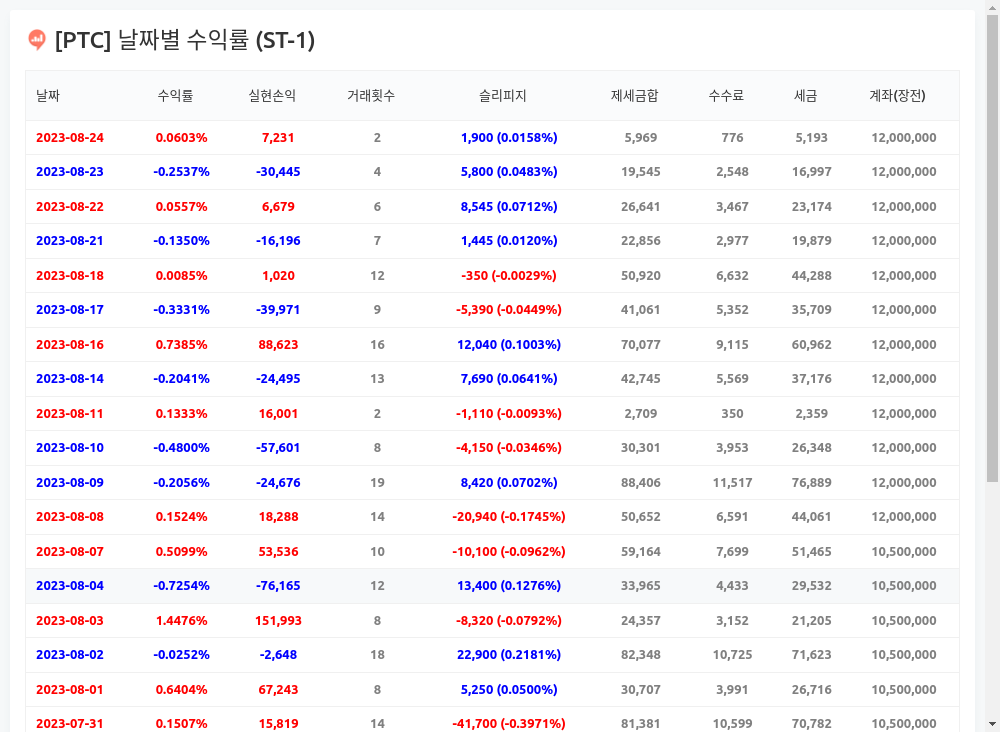 [PTC] 날짜별 수익률 (ST-1)
날짜 수익률 실현손익 거래횟수 슬리피지 제세금합 수수료 세금 계좌(장전)
2023-08-24 0.0603% 7,231 2 1,900 (0.0158%) 5,969 776 5,193 12,000,000
2023-08-23 -0.2537% -30,445 4 5,800 (0.0483%) 19,545 2,548 16,997 12,000,000
2023-08-22 0.0557% 6,679 6 8,545 (0.0712%) 26,641 3,467 23,174 12,000,000
2023-08-21 -0.1350% -16,196 7 1,445 (0.0120%) 22,856 2,977 19,879 12,000,000
2023-08-18 0.0085% 1,020 12 -350 (-0.0029%) 50,920 6,632 44,288 12,000,000
2023-08-17 -0.3331% -39,971 9 -5,390 (-0.0449%) 41,061 5,352 35,709 12,000,000
2023-08-16 0.7385% 88,623 16 12,040 (0.1003%) 70,077 9,115 60,962 12,000,000
2023-08-14 -0.2041% -24,495 13 7,690 (0.0641%) 42,745 5,569 37,176 12,000,000
2023-08-11 0.1333% 16,001 2 -1,110 (-0.0093%) 2,709 350 2,359 12,000,000
2023-08-10 -0.4800% -57,601 8 -4,150 (-0.0346%) 30,301 3,953 26,348 12,000,000
2023-08-09 -0.2056% -24,676 19 8,420 (0.0702%) 88,406 11,517 76,889 12,000,000
2023-08-08 0.1524% 18,288 14 -20,940 (-0.1745%) 50,652 6,591 44,061 12,000,000
2023-08-07 0.5099% 53,536 10 -10,100 (-0.0962%) 59,164 7,699 51,465 10,500,000
2023-08-04 -0.7254% -76,165 12 13,400 (0.1276%) 33,965 4,433 29,532 10,500,000
2023-08-03 1.4476% 151,993 8 -8,320 (-0.0792%) 24,357 3,152 21,205 10,500,000
2023-08-02 -0.0252% -2,648 18 22,900 (0.2181%) 82,348 10,725 71,623 10,500,000
2023-08-01 0.6404% 67,243 8 5,250 (0.0500%) 30,707 3,991 26,716 10,500,000
2023-07-31 0.1507% 15,819 14 -41,700 (-0.3971%) 81,381 10,599 70,782 10,500,000